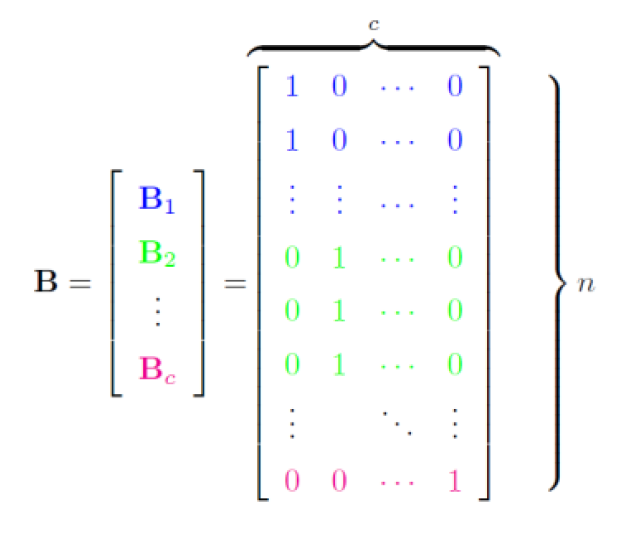 c
B = [ B₁ B₂ ⋮ B_c ] = [
1 0 ⋯ 0
1 0 ⋯ 0
⋮ ⋮ ⋯ ⋮
0 1 ⋯ 0
0 1 ⋯ 0
0 1 ⋯ 0
⋮ ⋱ ⋮
0 0 ⋯ 1
] } n